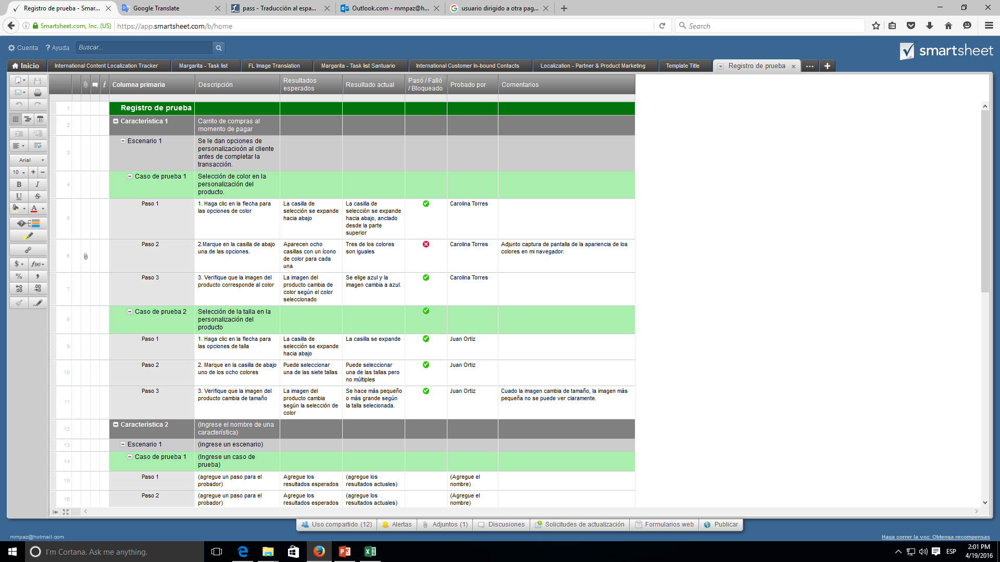 Registro de prueba - Smar...
Google Translate
pass - Traducción al espa...
Outlook.com - mmpaz@h...
usuario dirigido a otra pag...
Smartsheet.com, Inc. (US)
https://app.smartsheet.com/b/home
Search
Cuenta
? Ayuda
Buscar...
smartsheet
Inicio
International Content Localization Tracker
Margarita - Task list
FL Image Translation
Margarita - Task list Santuario
International Customer In-bound Contacts
Localization - Partner & Product Marketing
Template Title
Registro de prueba
Columna primaria
Descripción
Resultados
esperados
Resultado actual
Pasó / Falló
/ Bloqueado
Probado por
Comentarios
1
Registro de prueba
2
Característica 1
Carrito de compras al
momento de pagar
3
Escenario 1
Se le dan opciones de
personalizacioón al cliente
antes de completar la
transacción.
4
Caso de prueba 1
Selección de color en la
personalización del
producto.
5
Paso 1
1. Haga clic en la flecha para
las opciones de color
La casilla de
selección se expande
hacia abajo
La casilla de
selección se expande
hacia abajo, anclado
desde la parte
superior
Carolina Torres
6
Paso 2
2.Marque en la casilla de abajo
una de las opciones.
Aparecen ocho
casillas con un ícono
de color para cada
una
Tres de los colores
son iguales
Carolina Torres
Adjunto captura de pantalla de la apariencia de los
colores en mi navegador.
7
Paso 3
3. Verifique que la imagen del
producto corresponde al color
La imagen del
producto cambia de
color según el color
seleccionado
Se elige azul y la
imagen cambia a azul.
Carolina Torres
8
Caso de prueba 2
Selección de la talla en la
personalización del
producto
9
Paso 1
1. Haga clic en la flecha para
las opciones de talla
La casilla de
selección se expande
hacia abajo
La casilla se expande
Juan Ortiz
10
Paso 2
2. Marque en la casilla de abajo
uno de los ocho colores
Puede seleccionar
una de las siete tallas
Puede seleccionar
una de las tallas pero
no múltiples
Juan Ortiz
11
Paso 3
3. Verifique que la imagen del
producto cambia de tamaño
La imagen del
producto cambia
según la selección de
color
Se hace más pequeño
o más grande según
la talla selecionada.
Juan Ortiz
Cuado la imagen cambia de tamaño, la imagen más
pequeña no se puede ver claramente.
12
Característica 2
(Ingrese el nombre de una
característica)
13
Escenario 1
(ingrese un escenario)
14
Caso de prueba 1
(Ingrese un caso de
prueba)
15
Paso 1
(agregue un paso para el
probador)
Agregue los
resultados esperados
(agregue los
resultados actuales)
(Agregue el
nombre)
16
Paso 2
(agregue un paso para el
probador)
Agregue los
resultados esperados
(agregue los
resultados actuales)
(Agregue el
nombre)
Arial
10
B
I
U
S
A
$
f(x)
%
Uso compartido (12)
Alertas
Adjuntos (1)
Discusiones
Solicitudes de actualización
Formularios web
Publicar
mmpaz@hotmail.com
Haga correr la voz: Obtenga recompensas
I'm Cortana. Ask me anything.
ESP
2:01 PM
4/19/2016